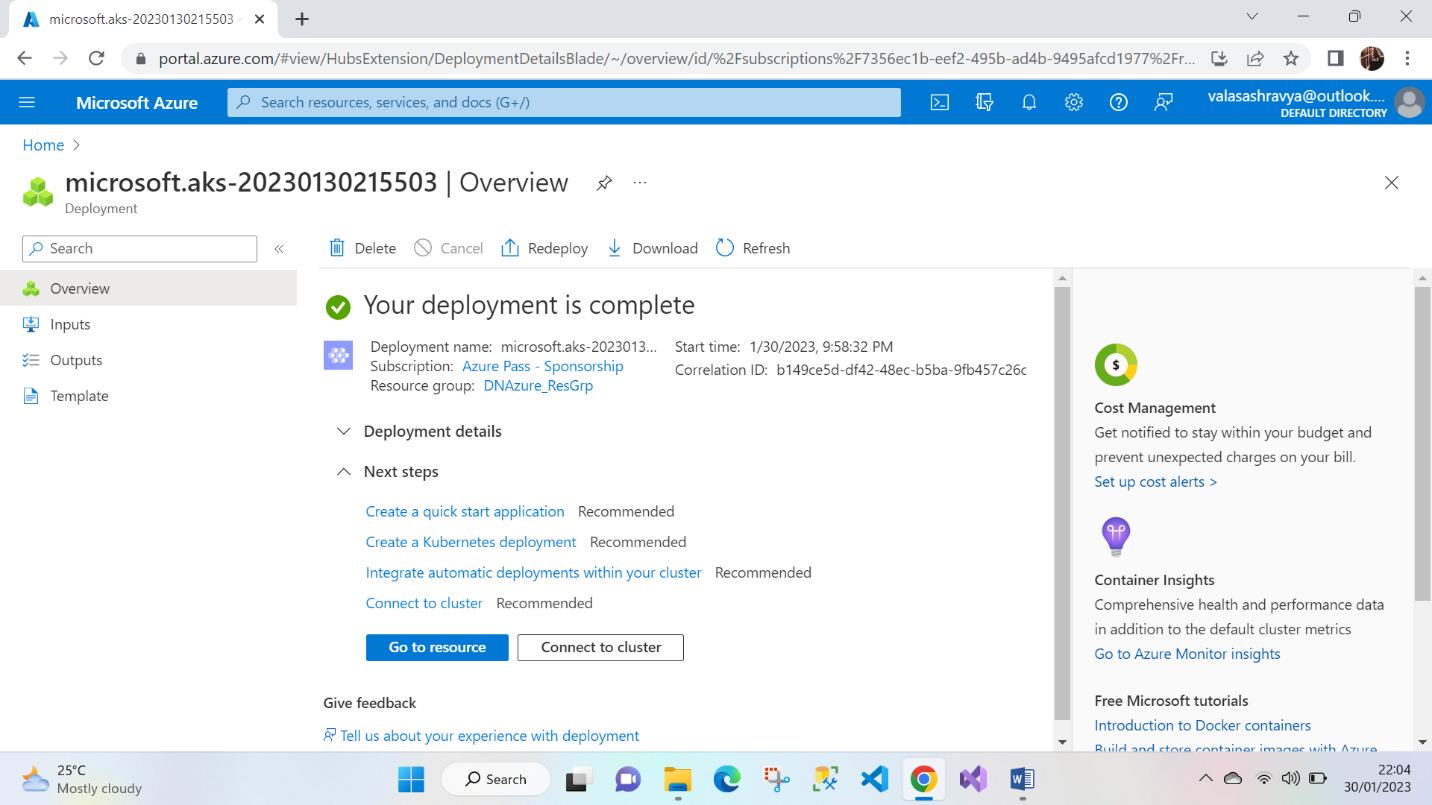 microsoft.aks-20230130215503 -
portal.azure.com/#view/HubsExtension/DeploymentDetailsBlade/~/overview/id/%2Fsubscriptions%2F7356ec1b-eef2-495b-ad4b-9495afcd1977%2Fr...
Microsoft Azure
Search resources, services, and docs (G+/)
valasashravya@outlook....
DEFAULT DIRECTORY
Home
microsoft.aks-20230130215503 | Overview
Deployment
Search
Delete
Cancel
Redeploy
Download
Refresh
Overview
Inputs
Outputs
Template
Your deployment is complete
Deployment name: microsoft.aks-2023013...
Subscription: Azure Pass - Sponsorship
Resource group: DNAzure_ResGrp
Start time: 1/30/2023, 9:58:32 PM
Correlation ID: b149ce5d-df42-48ec-b5ba-9fb457c26c
Deployment details
Next steps
Create a quick start application Recommended
Create a Kubernetes deployment Recommended
Integrate automatic deployments within your cluster Recommended
Connect to cluster Recommended
Go to resource
Connect to cluster
Give feedback
Tell us about your experience with deployment
$
Cost Management
Get notified to stay within your budget and
prevent unexpected charges on your bill.
Set up cost alerts >
Container Insights
Comprehensive health and performance data
in addition to the default cluster metrics
Go to Azure Monitor insights
Free Microsoft tutorials
Introduction to Docker containers
Build and store container images with Azure
25°C
Mostly cloudy
Search
22:04
30/01/2023